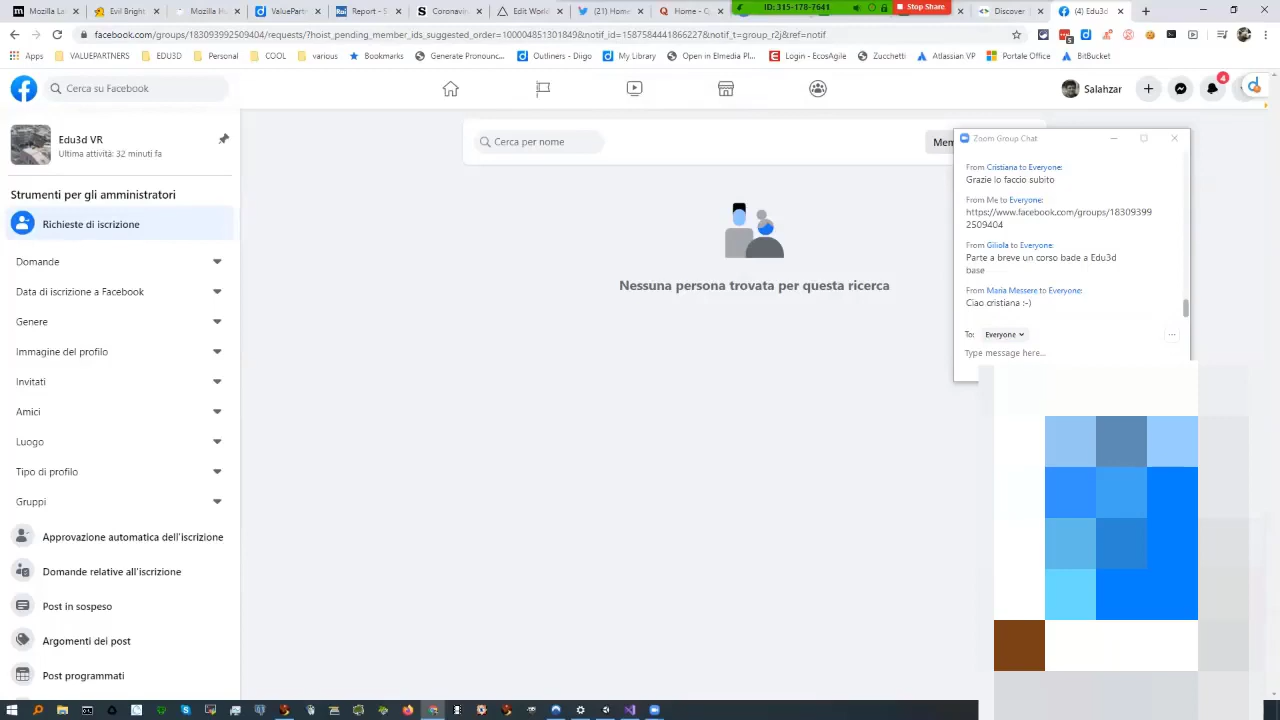 Mozilla La
Evil Bright
Mozilla Hu
ValuePart
Report - S
Coronavir
Edit World
(21) Home
Home - Q
ID: 315-178-7641
Stop Share
Discover
(4) Edu3d
facebook.com/groups/183093992509404/requests/?hoist_pending_member_ids_suggested_order=100004851301849&notif_id=1587584441866227&notif_t=group_r2j&ref=notif
5
Apps
VALUEPARTNERS
EDU3D
Personal
COOL
various
Bookmarks
Generate Pronounc...
Outliners - Diigo
My Library
Open in Emedia Pl...
Login - EcosAgile
Zucchetti
Atlassian VP
Portale Office
BitBucket
Cerca su Facebook
Salahzar
4
Edu3d VR
Ultima attività: 32 minuti fa
Strumenti per gli amministratori
Richieste di iscrizione
Domande
Data di iscrizione a Facebook
Genere
Immagine del profilo
Invitati
Amici
Luogo
Tipo di profilo
Gruppi
Approvazione automatica dell'iscrizione
Domande relative all'iscrizione
Post in sospeso
Argomenti dei post
Post programmati
Cerca per nome
Mem
Nessuna persona trovata per questa ricerca
Zoom Group Chat
From Cristiana to Everyone:
Grazie lo faccio subito
From Me to Everyone:
https://www.facebook.com/groups/18309399
2509404
From Giliola to Everyone:
Parte a breve un corso bade a Edu3d
base
From Maria Messere to Everyone:
Ciao cristiana :-)
To: Everyone
Type message here...